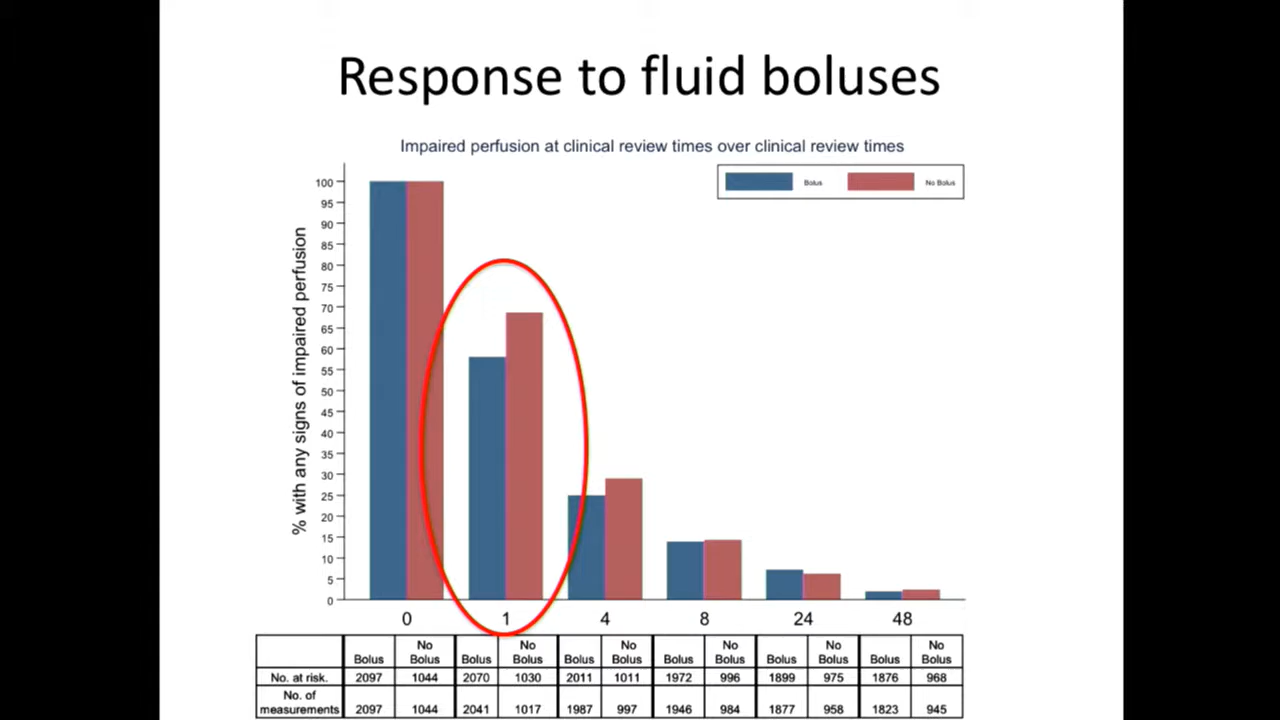 Response to fluid boluses
Impaired perfusion at clinical review times over clinical review times
Bolus No Bolus
% with any signs of impaired perfusion
100
95
90
85
80
75
70
65
60
55
50
45
40
35
30
25
20
15
10
5
0
0 1 4 8 24 48
Bolus No Bolus Bolus No Bolus Bolus No Bolus Bolus No Bolus Bolus No Bolus Bolus No Bolus
No. at risk. 2097 1044 2070 1030 2011 1011 1972 996 1899 975 1876 968
No. of
measurements 2097 1044 2041 1017 1987 997 1946 984 1877 958 1823 945